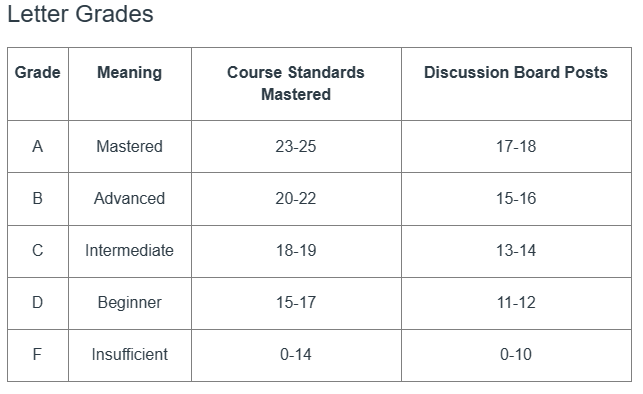 Letter Grades
Grade Meaning Course Standards Mastered Discussion Board Posts
A Mastered 23-25 17-18
B Advanced 20-22 15-16
C Intermediate 18-19 13-14
D Beginner 15-17 11-12
F Insufficient 0-14 0-10